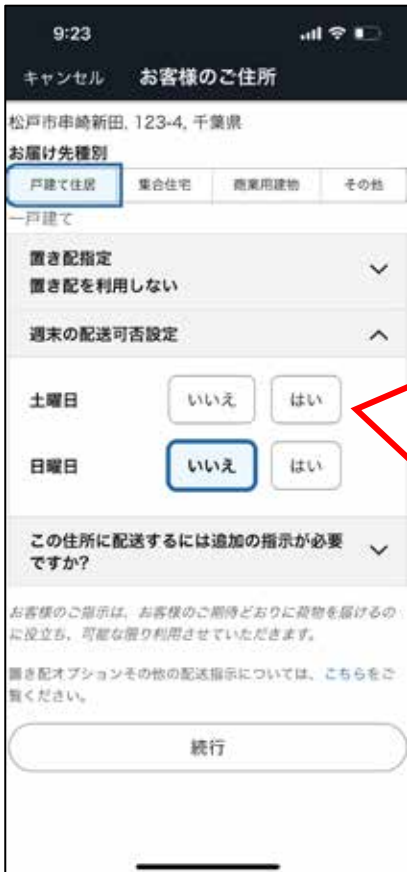 9:23
キャンセル お客様のご住所
松戸市串崎新田, 123-4, 千葉県
お届け先種別
戸建て住居 集合住宅 商業用建物 その他
一戸建て
置き配指定
置き配を利用しない
週末の配送可否設定
土曜日 いいえ はい
日曜日 いいえ はい
この住所に配送するには追加の指示が必要
ですか?
お客様のご指示は、お客様のご期待どおりに荷物を届けるの
に役立ち、可能な限り利用させていただきます。
置き配オプションその他の配送指示については、こちらをご
覧ください。
続行